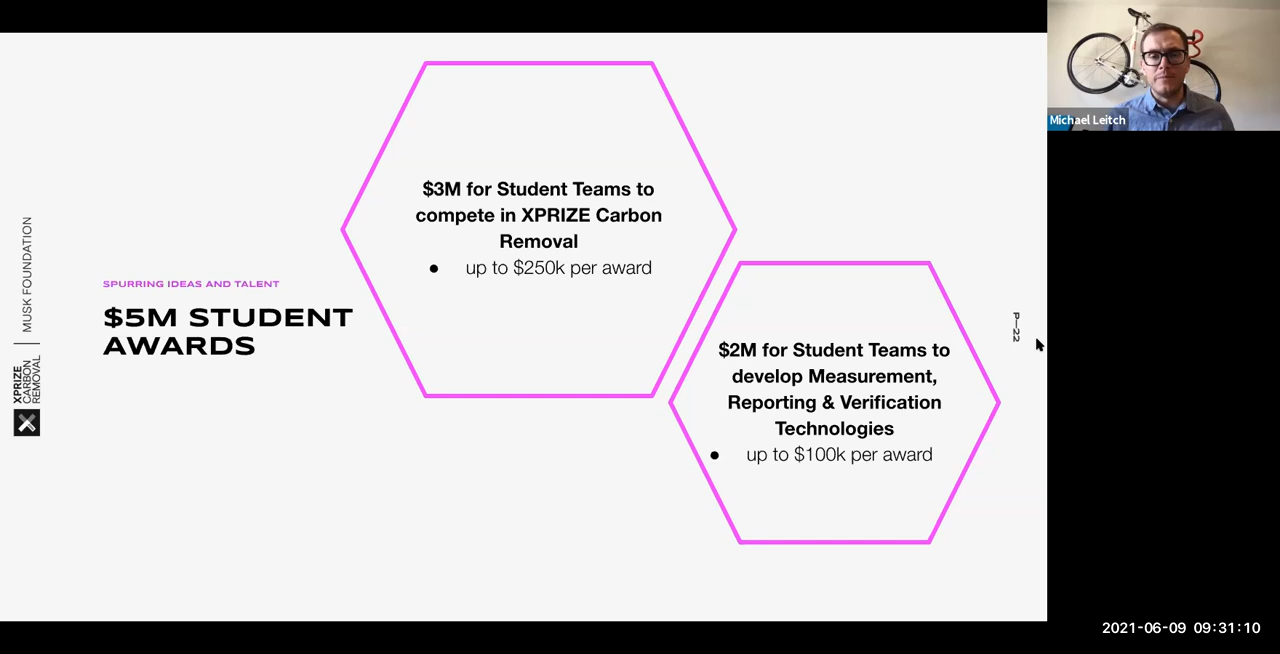 MUSK FOUNDATION
XPRIZE
CARBON
REMOVAL
SPURRING IDEAS AND TALENT
$5M STUDENT
AWARDS
$3M for Student Teams to
compete in XPRIZE Carbon
Removal
● up to $250k per award
$2M for Student Teams to
develop Measurement,
Reporting & Verification
Technologies
● up to $100k per award
P—22
Michael Leitch
2021-06-09 09:31:10